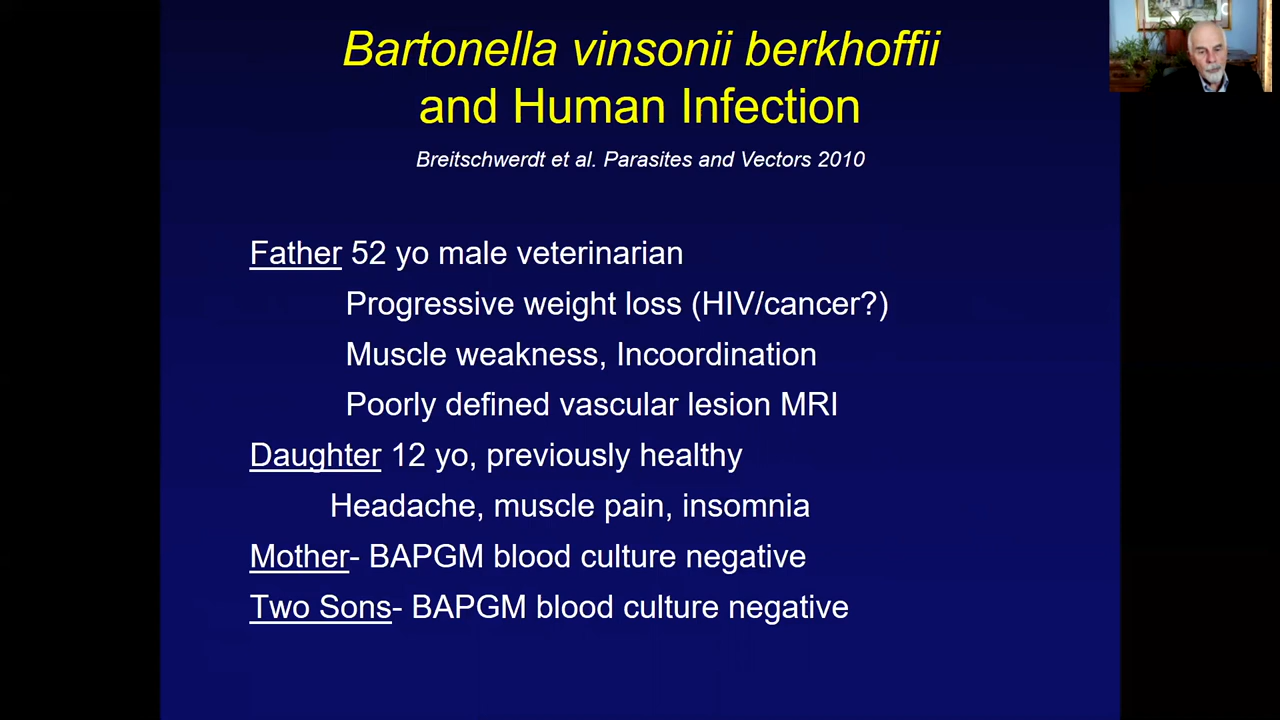 Bartonella vinsonii berkhoffii
and Human Infection
Breitschwerdt et al. Parasites and Vectors 2010
Father 52 yo male veterinarian
Progressive weight loss (HIV/cancer?)
Muscle weakness, Incoordination
Poorly defined vascular lesion MRI
Daughter 12 yo, previously healthy
Headache, muscle pain, insomnia
Mother- BAPGM blood culture negative
Two Sons- BAPGM blood culture negative